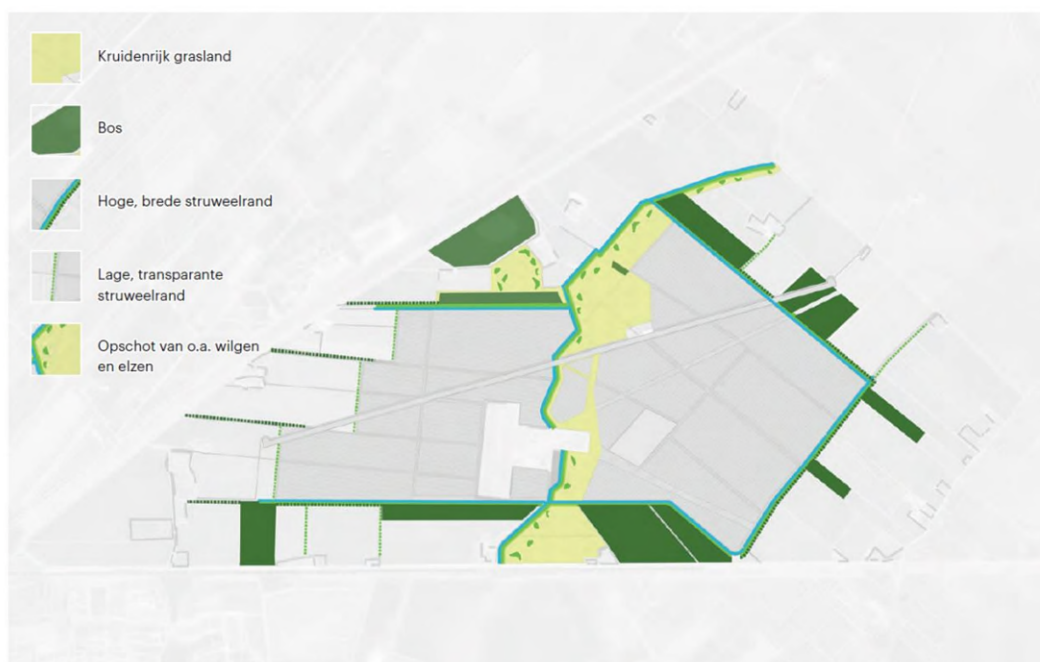 Kruidenrijk grasland
Bos
Hoge, brede struweelrand
Lage, transparante
struweelrand
Opschot van o.a. wilgen
en elzen